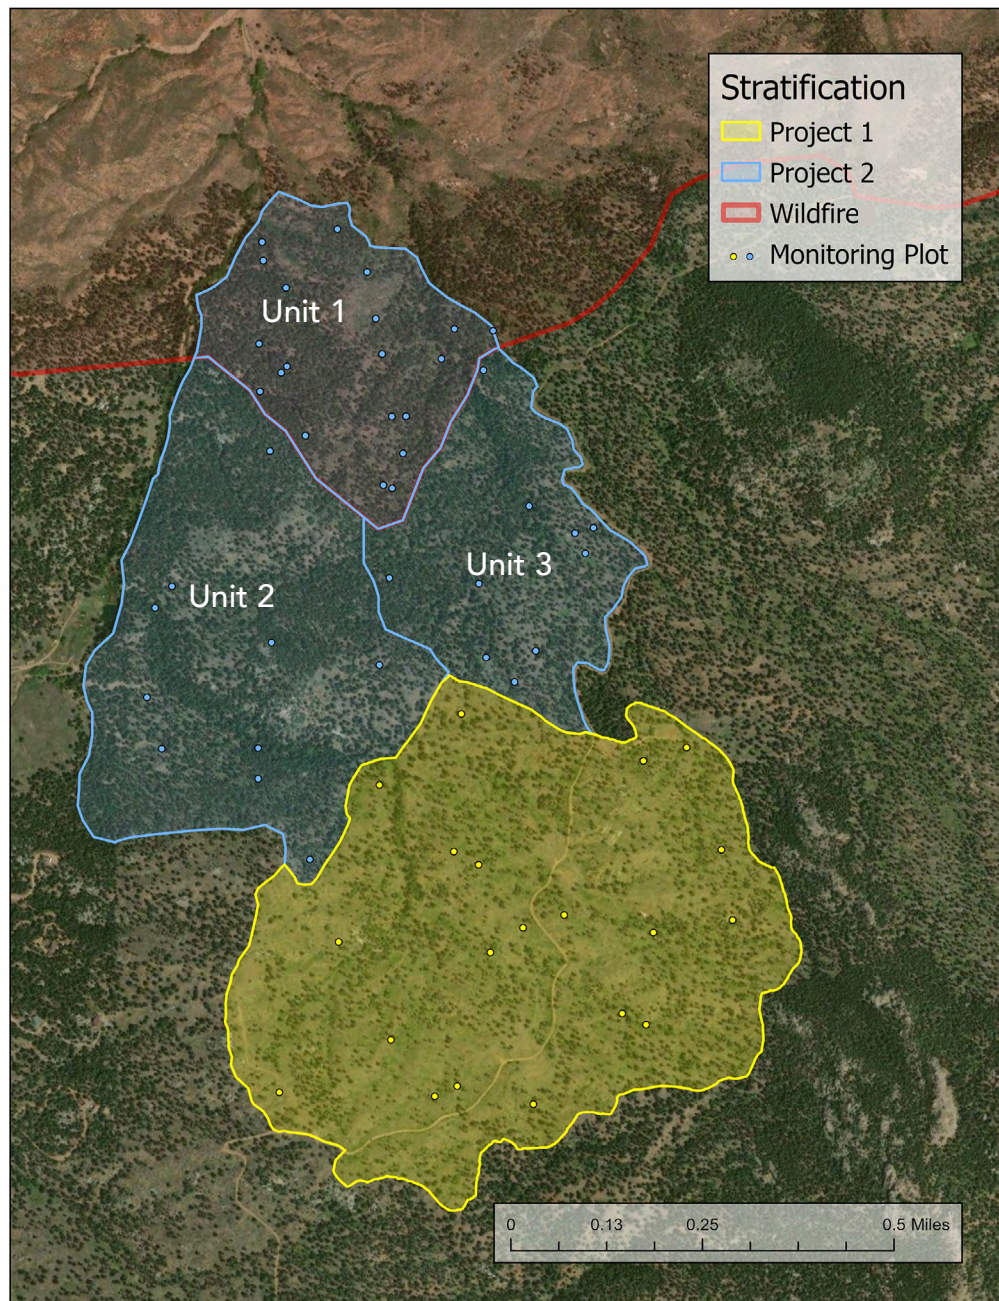 Stratification
Project 1
Project 2
Wildfire
Monitoring Plot
Unit 1
Unit 3
Unit 2
0 0.13 0.25 0.5 Miles